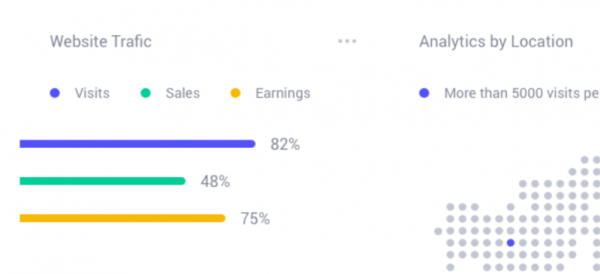 Website Trafic
Visits Sales Earnings
82%
48%
75%
Analytics by Location
More than 5000 visits pe